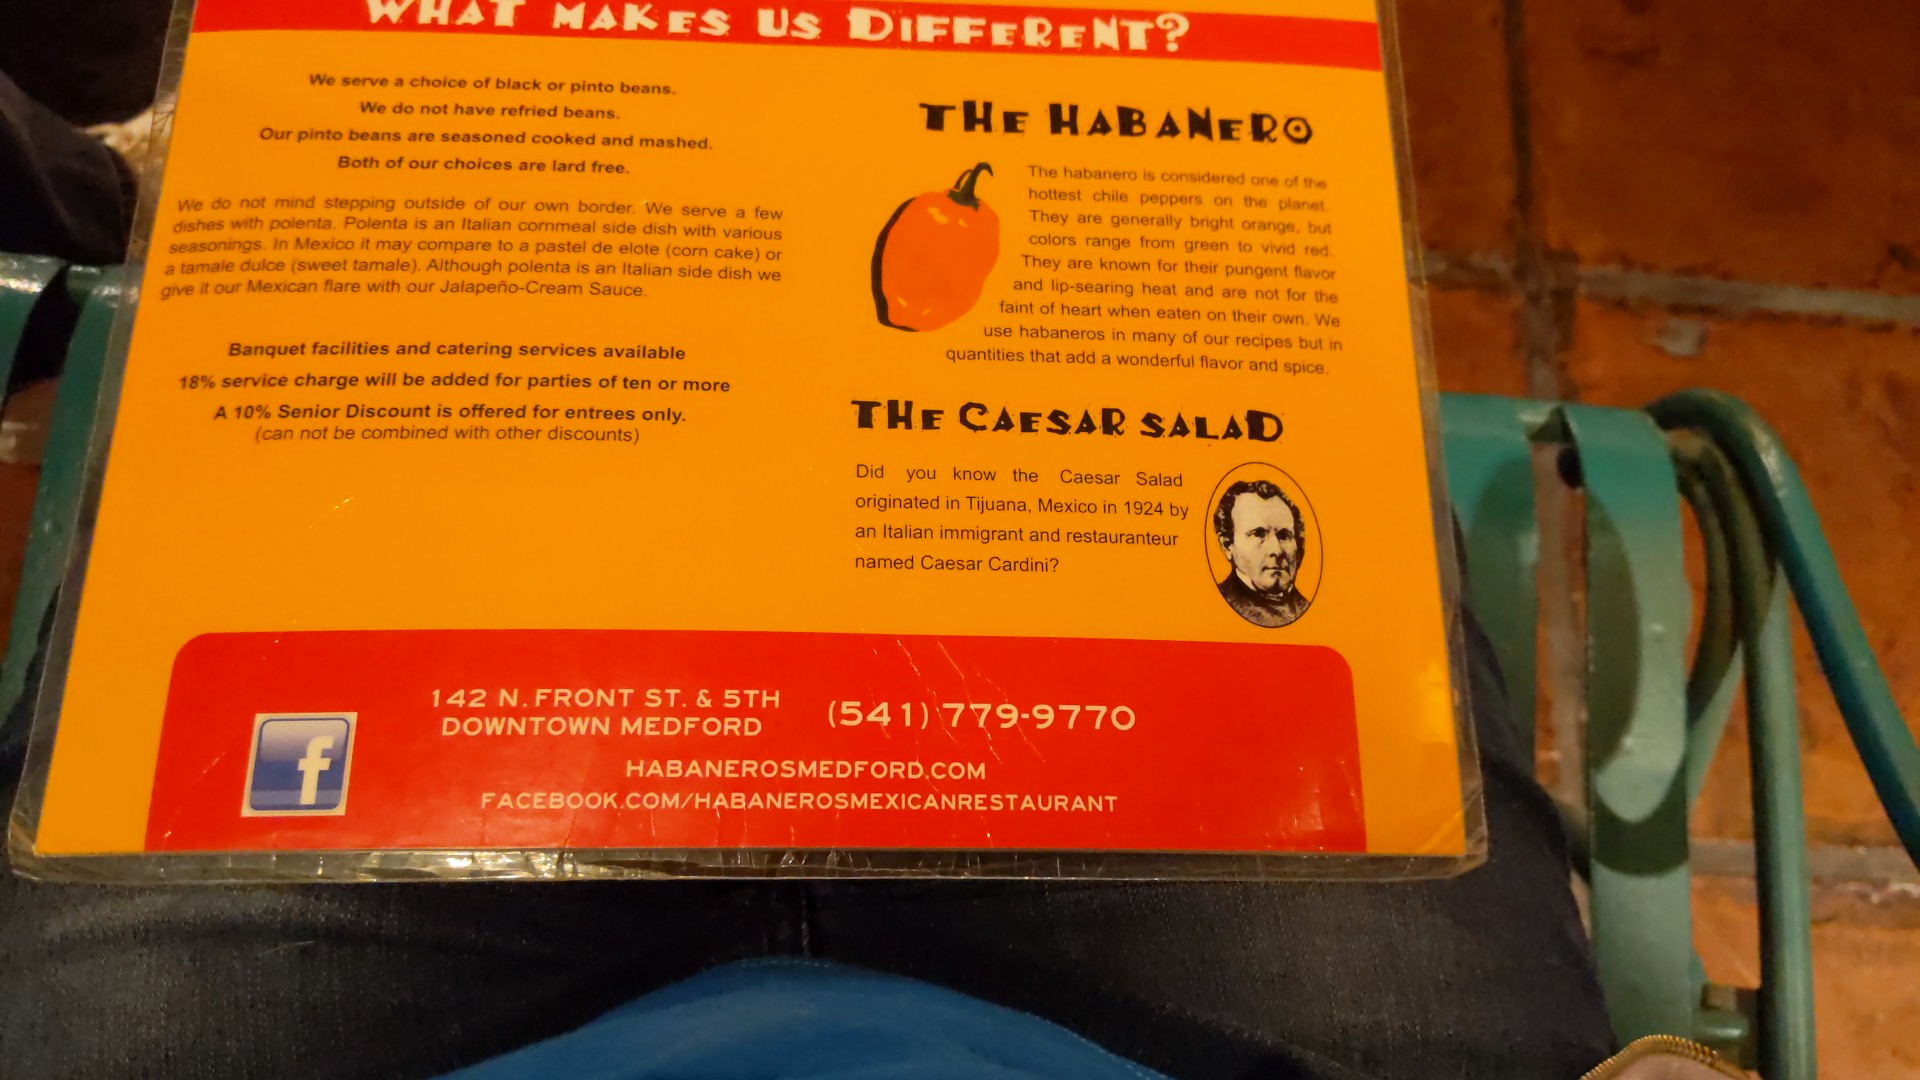 WHAT MAKES US DIFFERENT?
We serve a choice of black or pinto beans.
We do not have refried beans.
Our pinto beans are seasoned cooked and mashed.
Both of our choices are lard free.
We do not mind stepping outside of our own border. We serve a few
dishes with polenta. Polenta is an Italian cornmeal side dish with various
seasonings. In Mexico it may compare to a pastel de elote (corn cake) or
a tamale dulce (sweet tamale). Although polenta is an Italian side dish we
give it our Mexican flare with our Jalapeño-Cream Sauce.
Banquet facilities and catering services available
18% service charge will be added for parties of ten or more
A 10% Senior Discount is offered for entrees only.
(can not be combined with other discounts)
THE HABANERO
The habanero is considered one of the
hottest chile peppers on the planet.
They are generally bright orange, but
colors range from green to vivid red.
They are known for their pungent flavor
and lip-searing heat and are not for the
faint of heart when eaten on their own. We
use habaneros in many of our recipes but in
quantities that add a wonderful flavor and spice.
THE CAESAR SALAD
Did you know the Caesar Salad
originated in Tijuana, Mexico in 1924 by
an Italian immigrant and restauranteur
named Caesar Cardini?
f
142 N. FRONT ST. & 5TH
DOWNTOWN MEDFORD
(541) 779-9770
HABANEROSMEDFORD.COM
FACEBOOK.COM/HABANEROSMEXICANRESTAURANT